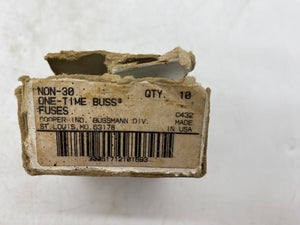 NON-30
ONE-TIME BUSS® QTY. 10
FUSES
C432
COOPER IND. BUSSMANN DIV. MADE
ST. LOUIS, MO. 63178 IN USA